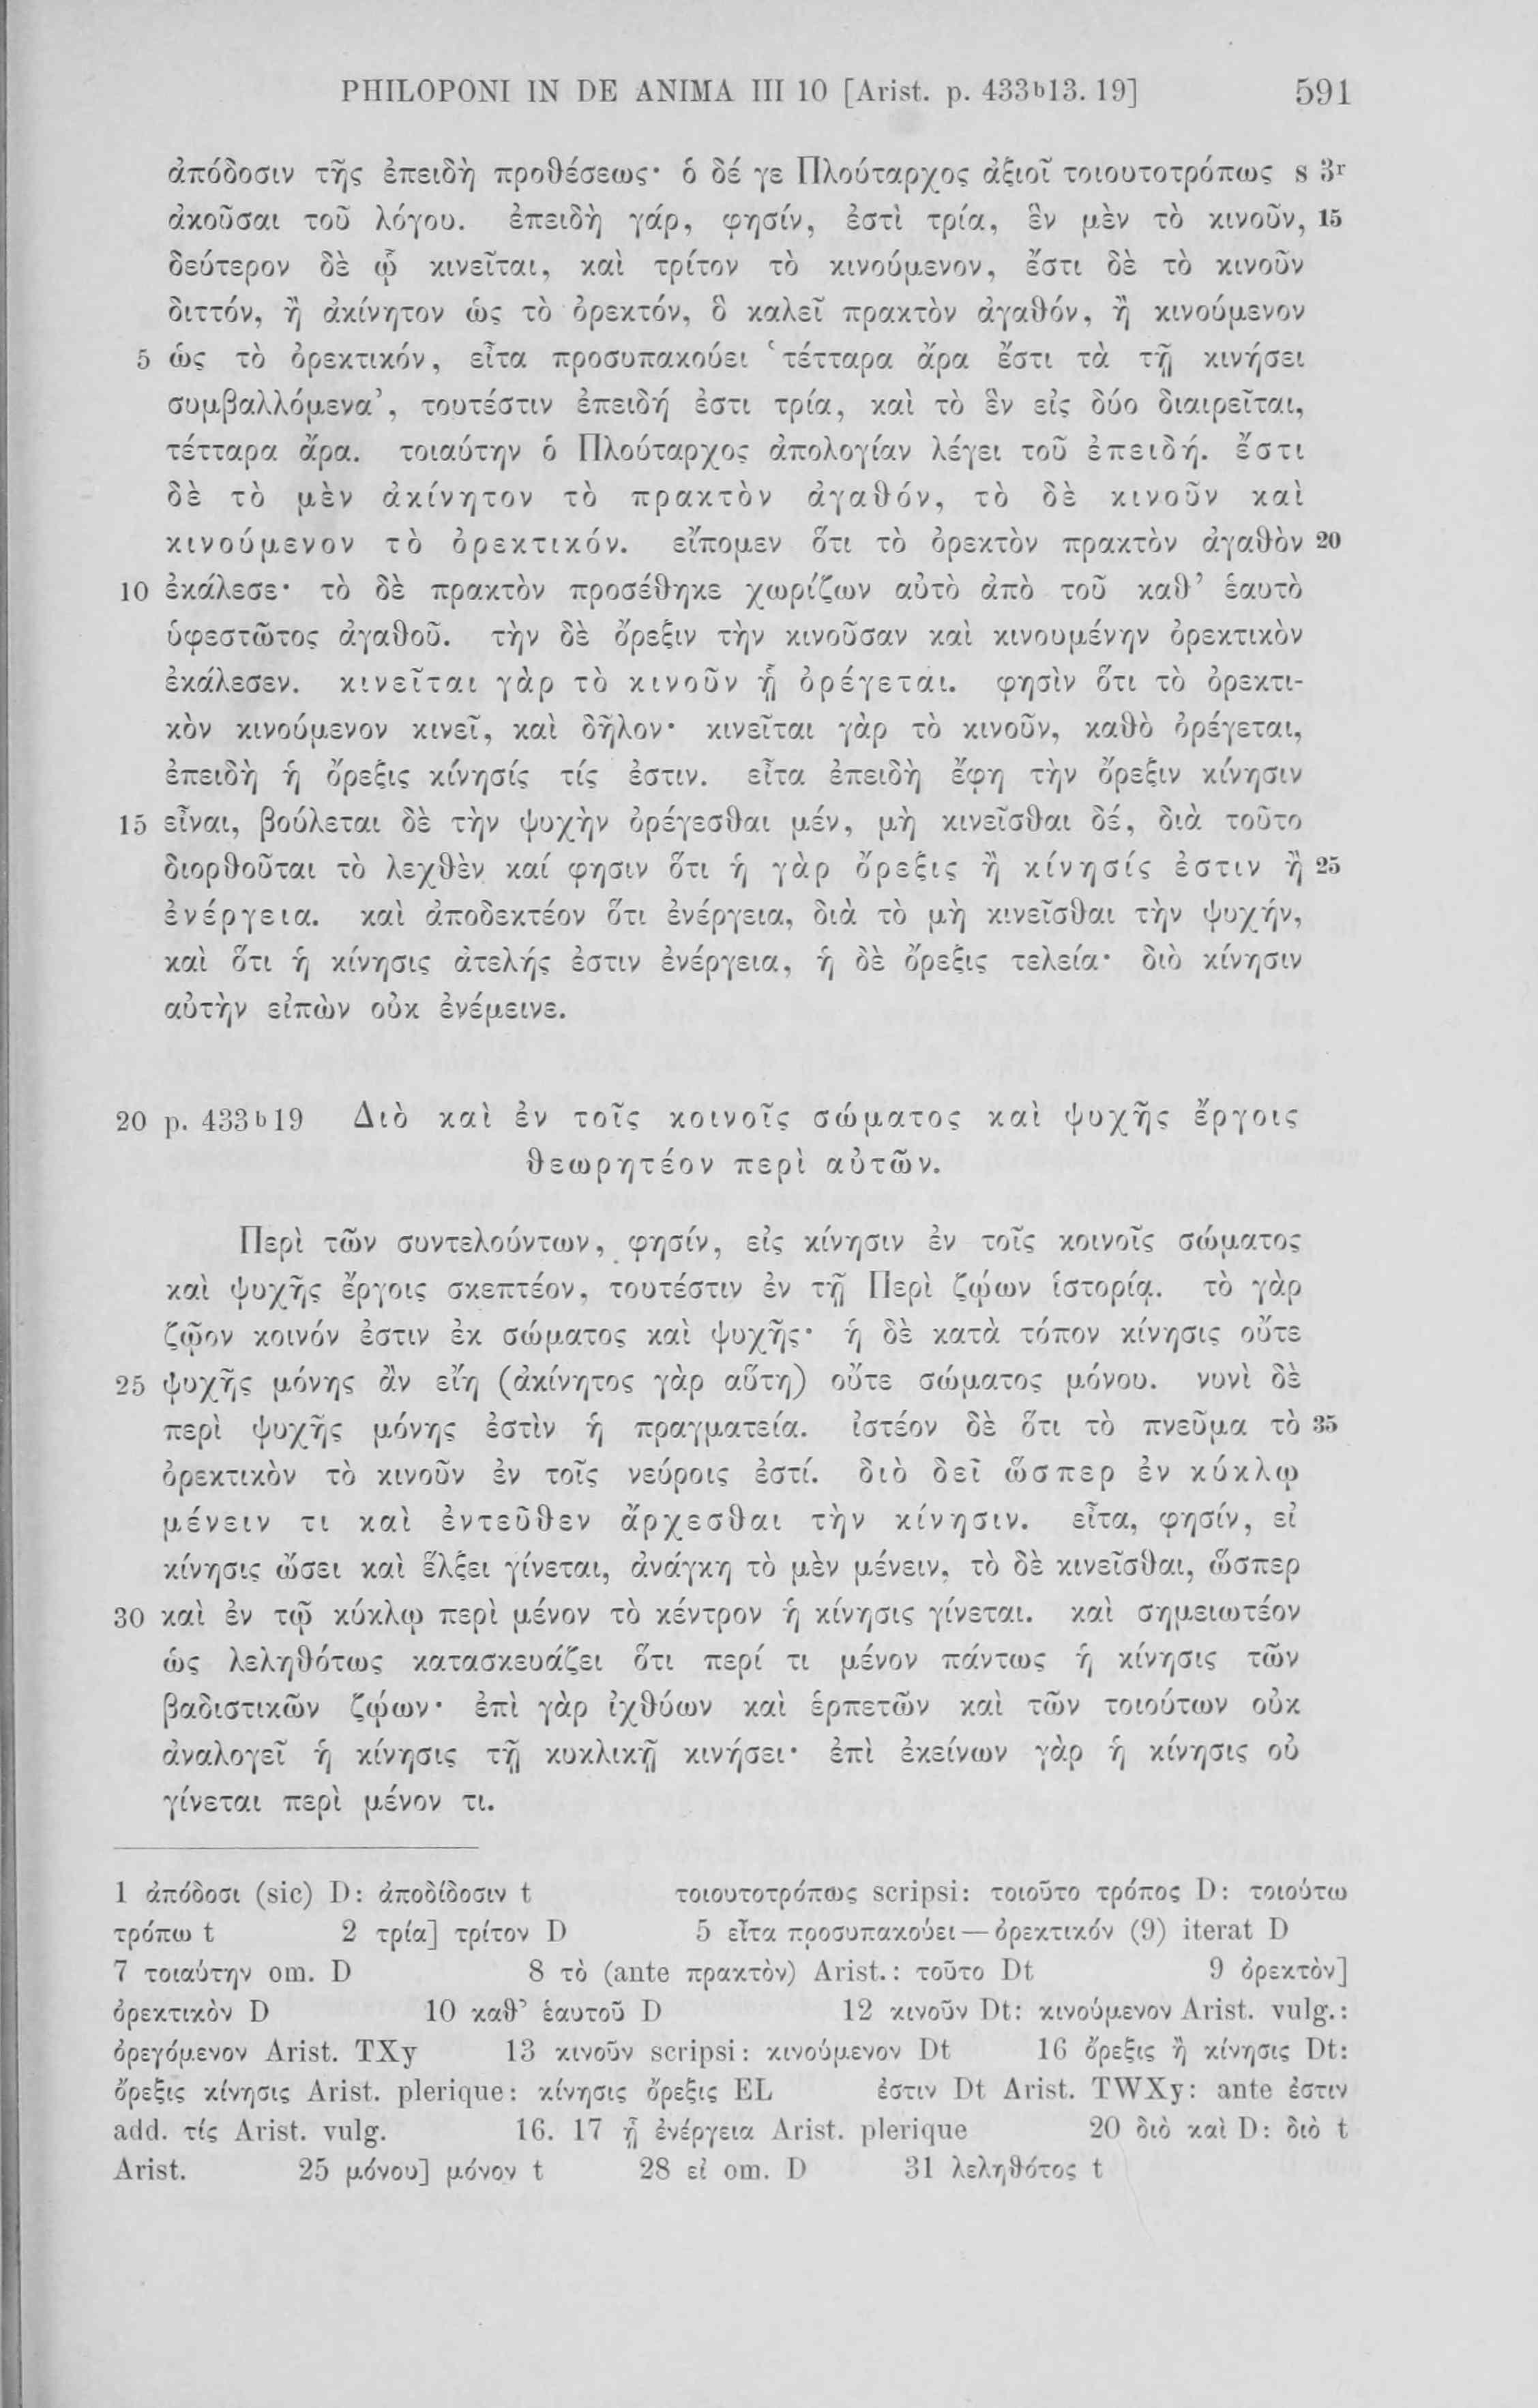 PHILOPONI IN DE ANIMA III 10 [Arist. p. 433b13. 19] 591
ἀπόδοσιν τῆς ἐπειδὴ προθέσεως· ὁ δέ γε Πλούταρχος ἀξιοῖ τοιουτοτρόπως s 3r
ἀκοῦσαι τοῦ λόγου. ἐπειδὴ γάρ, φησίν, ἐστὶ τρία, ἓν μὲν τὸ κινοῦν, 15
δεύτερον δὲ ᾧ κινεῖται, καὶ τρίτον τὸ κινούμενον, ἔστι δὲ τὸ κινοῦν
διττόν, ἢ ἀκίνητον ὡς τὸ ὀρεκτόν, ὃ καλεῖ πρακτὸν ἀγαθόν, ἢ κινούμενον
5 ὡς τὸ ὀρεκτικόν, εἶτα προσυπακούει ‘τέτταρα ἄρα ἔστι τὰ τῇ κινήσει
συμβαλλόμενα’, τουτέστιν ἐπειδή ἐστι τρία, καὶ τὸ ἓν εἰς δύο διαιρεῖται,
τέτταρα ἄρα. τοιαύτην ὁ Πλούταρχος ἀπολογίαν λέγει τοῦ ἐπειδή. ἔστι
δὲ τὸ μὲν ἀκίνητον τὸ πρακτὸν ἀγαθόν, τὸ δὲ κινοῦν καὶ
κινούμενον τὸ ὀρεκτικόν. εἴπομεν ὅτι τὸ ὀρεκτὸν πρακτὸν ἀγαθὸν 20
10 ἐκάλεσε· τὸ δὲ πρακτὸν προσέθηκε χωρίζων αὐτὸ ἀπὸ τοῦ καθ’ ἑαυτὸ
ὑφεστῶτος ἀγαθοῦ. τὴν δὲ ὄρεξιν τὴν κινοῦσαν καὶ κινουμένην ὀρεκτικὸν
ἐκάλεσεν. κινεῖται γὰρ τὸ κινοῦν ᾗ ὀρέγεται. φησὶν ὅτι τὸ ὀρεκτι-
κὸν κινούμενον κινεῖ, καὶ δῆλον· κινεῖται γὰρ τὸ κινοῦν, καθὸ ὀρέγεται,
ἐπειδὴ ἡ ὄρεξις κίνησίς τίς ἐστιν. εἶτα ἐπειδὴ ἔφη τὴν ὄρεξιν κίνησιν
15 εἶναι, βούλεται δὲ τὴν ψυχὴν ὀρέγεσθαι μέν, μὴ κινεῖσθαι δέ, διὰ τοῦτο
διορθοῦται τὸ λεχθὲν καί φησιν ὅτι ἡ γὰρ ὄρεξις ἢ κίνησίς ἐστιν ἢ 25
ἐνέργεια. καὶ ἀποδεκτέον ὅτι ἐνέργεια, διὰ τὸ μὴ κινεῖσθαι τὴν ψυχήν,
καὶ ὅτι ἡ κίνησις ἀτελής ἐστιν ἐνέργεια, ἡ δὲ ὄρεξις τελεία· διὸ κίνησιν
αὐτὴν εἰπὼν οὐκ ἐνέμεινε.
20 p. 433b19 Διὸ καὶ ἐν τοῖς κοινοῖς σώματος καὶ ψυχῆς ἔργοις
θεωρητέον περὶ αὐτῶν.
Περὶ τῶν συντελούντων, φησίν, εἰς κίνησιν ἐν τοῖς κοινοῖς σώματος
καὶ ψυχῆς ἔργοις σκεπτέον, τουτέστιν ἐν τῇ Περὶ ζῴων ἱστορίᾳ. τὸ γὰρ
ζῷον κοινόν ἐστιν ἐκ σώματος καὶ ψυχῆς· ἡ δὲ κατὰ τόπον κίνησις οὔτε
25 ψυχῆς μόνης ἂν εἴη (ἀκίνητος γὰρ αὕτη) οὔτε σώματος μόνου. νυνὶ δὲ
περὶ ψυχῆς μόνης ἐστὶν ἡ πραγματεία. ἰστέον δὲ ὅτι τὸ πνεῦμα τὸ 35
ὀρεκτικὸν τὸ κινοῦν ἐν τοῖς νεύροις ἐστί. διὸ δεῖ ὥσπερ ἐν κύκλῳ
μένειν τι καὶ ἐντεῦθεν ἄρχεσθαι τὴν κίνησιν. εἶτα, φησίν, εἰ
κίνησις ὤσει καὶ ἕλξει γίνεται, ἀνάγκη τὸ μὲν μένειν, τὸ δὲ κινεῖσθαι, ὥσπερ
30 καὶ ἐν τῷ κύκλῳ περὶ μένον τὸ κέντρον ἡ κίνησις γίνεται. καὶ σημειωτέον
ὡς λεληθότως κατασκευάζει ὅτι περί τι μένον πάντως ἡ κίνησις τῶν
βαδιστικῶν ζῴων· ἐπὶ γὰρ ἰχθύων καὶ ἑρπετῶν καὶ τῶν τοιούτων οὐκ
ἀναλογεῖ ἡ κίνησις τῇ κυκλικῇ κινήσει· ἐπὶ ἐκείνων γὰρ ἡ κίνησις οὐ
γίνεται περὶ μένον τι.
1 ἀπόδοσι (sic) D: ἀποδίδοσιν t τοιουτοτρόπως scripsi: τοιοῦτο τρόπος D: τοιούτω
τρόπω t 2 τρία] τρίτον D 5 εἶτα προσυπακούει — ὀρεκτικόν (9) iterat D
7 τοιαύτην om. D 8 τὸ (ante πρακτὸν) Arist.: τοῦτο Dt 9 ὀρεκτὸν]
ὀρεκτικὸν D 10 καθ’ ἑαυτοῦ D 12 κινοῦν Dt: κινούμενον Arist. vulg.:
ὀρεγόμενον Arist. TXy 13 κινοῦν scripsi: κινούμενον Dt 16 ὄρεξις ἢ κίνησις Dt:
ὄρεξις κίνησις Arist. plerique: κίνησις ὄρεξις EL ἐστιν Dt Arist. TWXy: ante ἐστιν
add. τίς Arist. vulg. 16. 17 ᾗ ἐνέργεια Arist. plerique 20 διὸ καὶ D: διὸ t
Arist. 25 μόνου] μόνον t 28 εἰ om. D 31 λεληθότος t